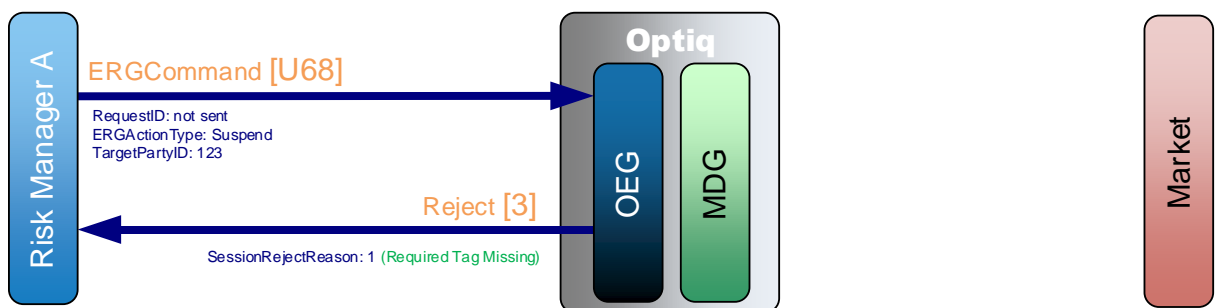 Risk Manager A
ERGCommand [U68]
RequestID: not sent
ERGActionType: Suspend
TargetPartyID: 123
Reject [3]
SessionRejectReason: 1 (Required Tag Missing)
Optiq
OEG
MDG
Market